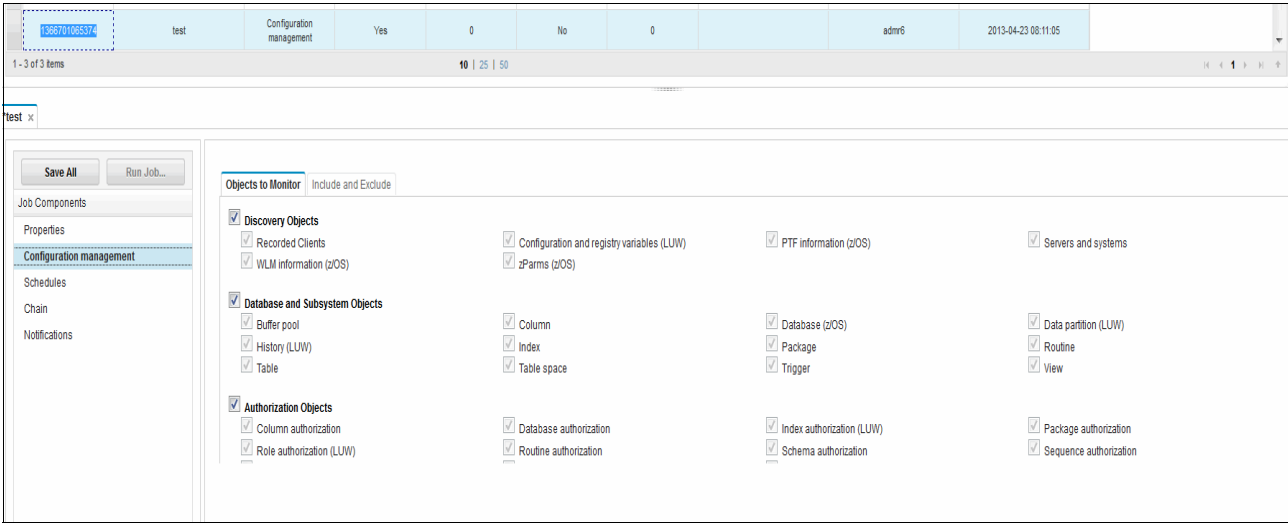 1366701065374 test Configuration management Yes 0 No 0 admr6 2013-04-23 08:11:05
1 - 3 of 3 items 10 | 25 | 50 1
*test x
Save All Run Job...
Job Components
Properties
Configuration management
Schedules
Chain
Notifications
Objects to Monitor Include and Exclude
Discovery Objects
Recorded Clients Configuration and registry variables (LUW) PTF information (z/OS) Servers and systems
WLM information (z/OS) zParms (z/OS)
Database and Subsystem Objects
Buffer pool Column Database (z/OS) Data partition (LUW)
History (LUW) Index Package Routine
Table Table space Trigger View
Authorization Objects
Column authorization Database authorization Index authorization (LUW) Package authorization
Role authorization (LUW) Routine authorization Schema authorization Sequence authorization